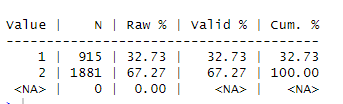 Value |    N | Raw % | Valid % | Cum. %
----------------------------------------
    1 |  915 | 32.73 |   32.73 |  32.73
    2 | 1881 | 67.27 |   67.27 | 100.00
 <NA> |    0 |  0.00 |    <NA> |   <NA>
>